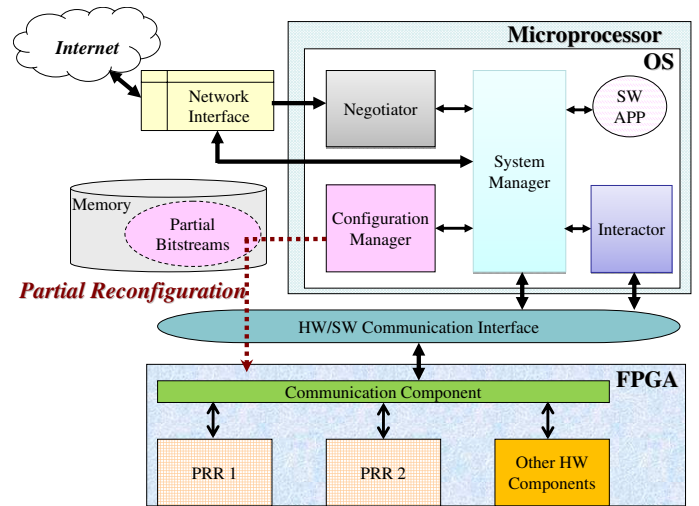 Microprocessor
OS
Internet
Network
Interface
Negotiator
SW
APP
System
Manager
Memory
Partial
Bitstreams
Configuration
Manager
Interactor
Partial Reconfiguration
HW/SW Communication Interface
FPGA
Communication Component
PRR 1
PRR 2
Other HW
Components